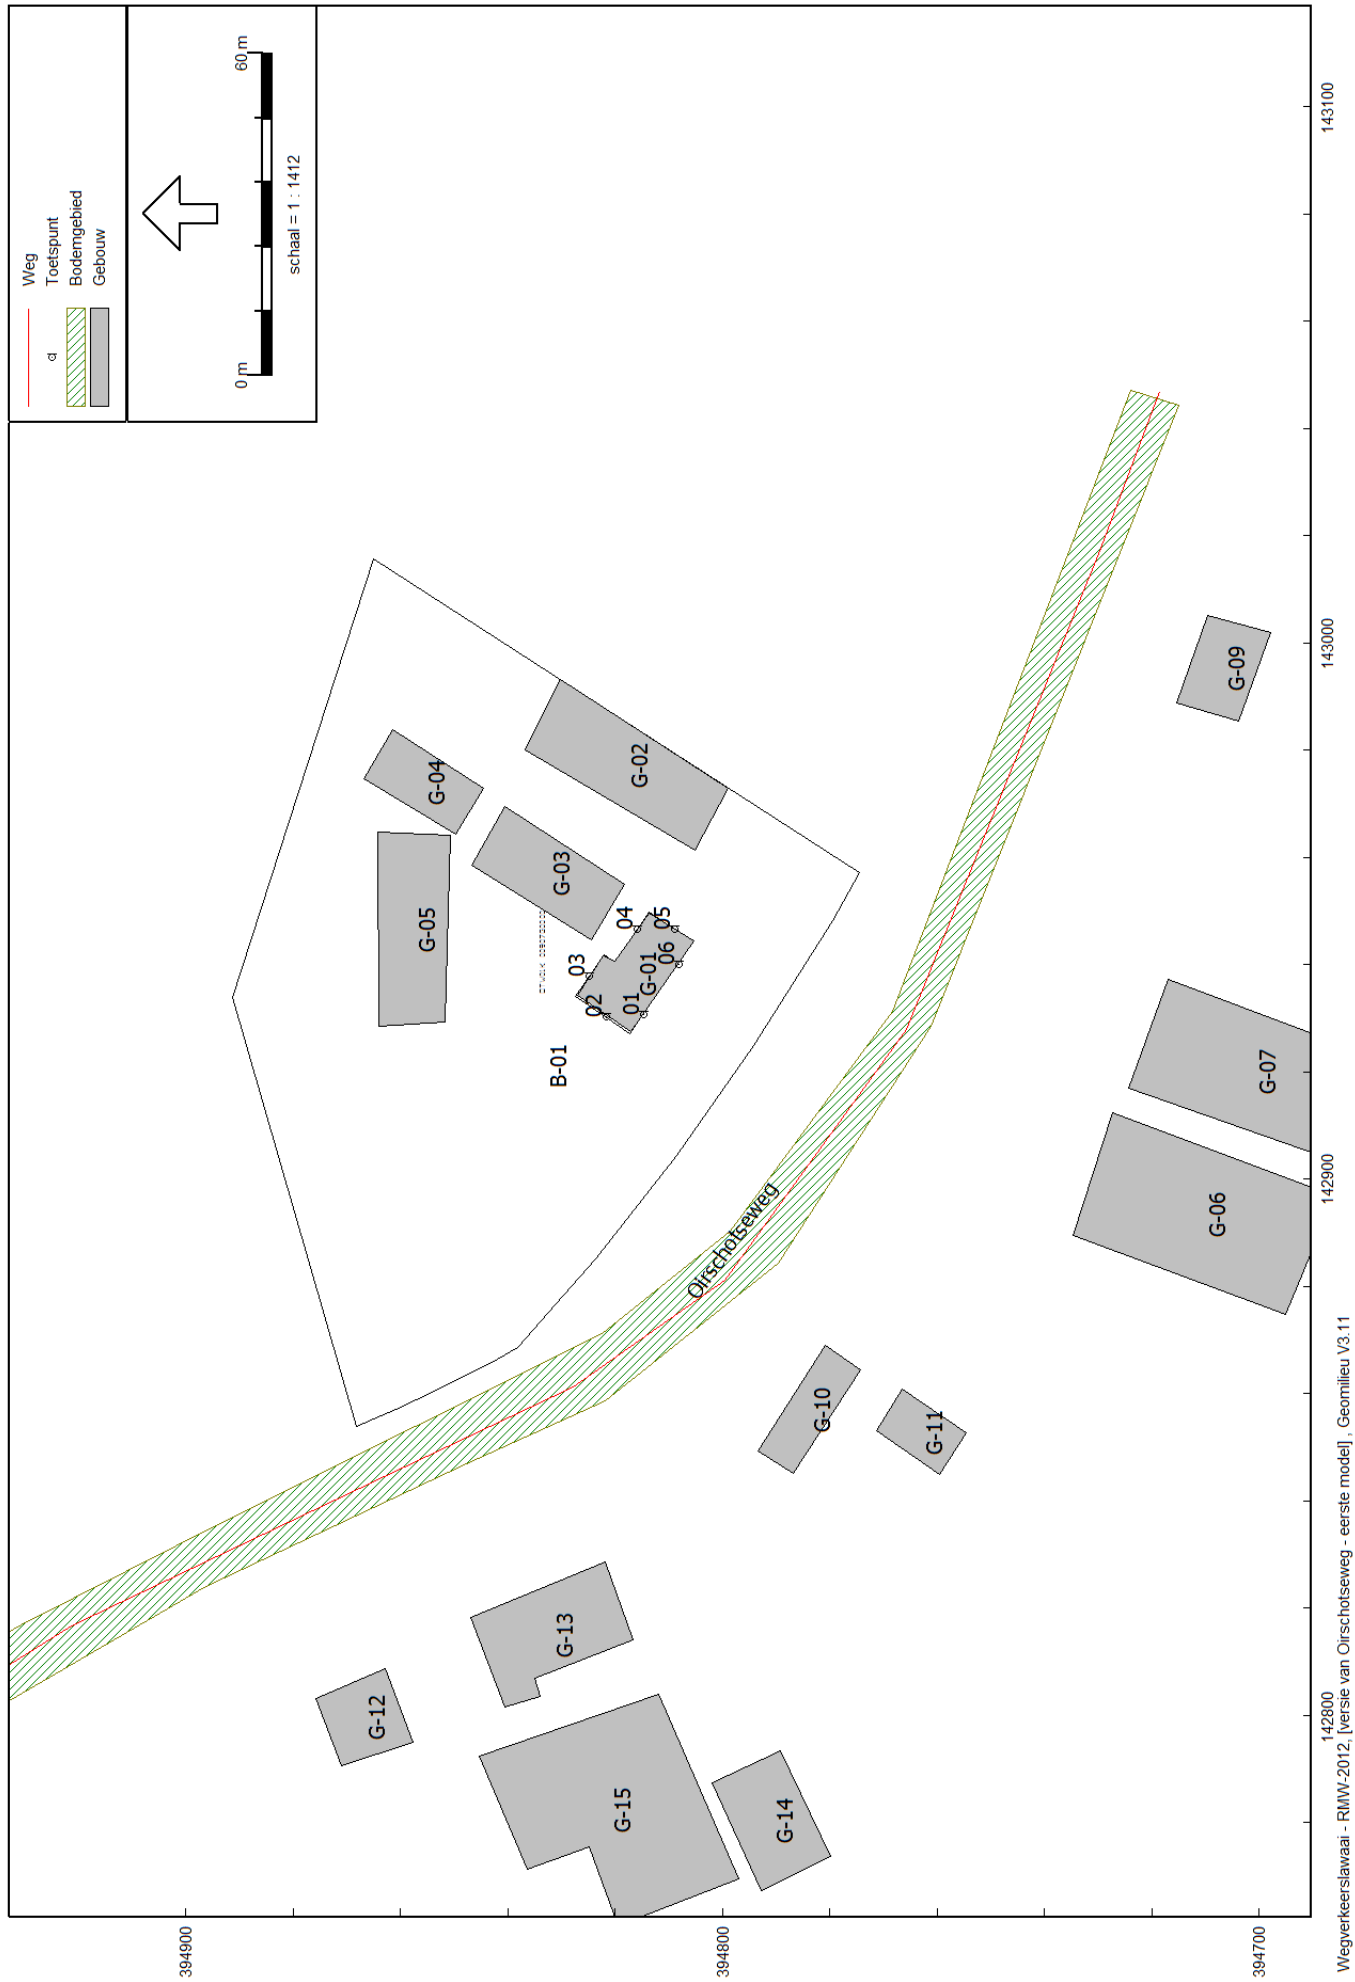 Weg
Toetspunt
Bodemgebied
Gebouw
0 m
60 m
schaal = 1 : 1412
G-12
G-13
G-15
G-14
G-10
G-11
Oirschotseweg
B-01
G-05
G-04
G-03
G-02
G-01
01
02
03
04
05
06
G-06
G-07
G-09
394900
394800
394700
142800
142900
143000
143100
Wegverkeerslawaai - RMW-2012, [versie van Oirschotseweg - eerste model] , Geomilieu V3.11